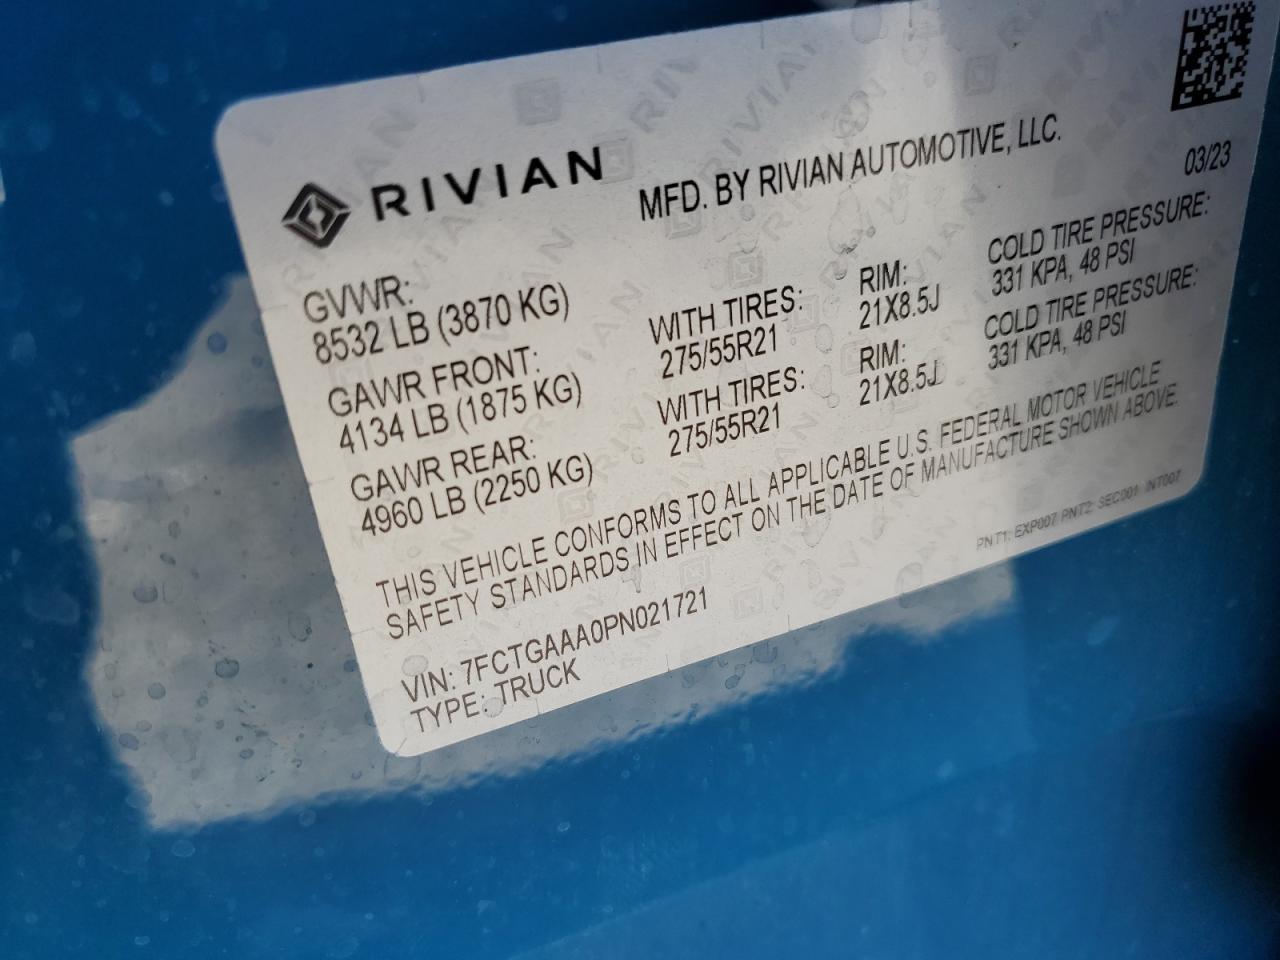 RIVIAN
MFD. BY RIVIAN AUTOMOTIVE, LLC.
03/23
GVWR:
8532 LB (3870 KG)
GAWR FRONT:
4134 LB (1875 KG)
WITH TIRES:
275/55R21
RIM:
21X8.5J
COLD TIRE PRESSURE:
331 KPA, 48 PSI
GAWR REAR:
4960 LB (2250 KG)
WITH TIRES:
275/55R21
RIM:
21X8.5J
COLD TIRE PRESSURE:
331 KPA, 48 PSI
THIS VEHICLE CONFORMS TO ALL APPLICABLE U.S. FEDERAL MOTOR VEHICLE
SAFETY STANDARDS IN EFFECT ON THE DATE OF MANUFACTURE SHOWN ABOVE.
PNT1: EXP007 PNT2: SEC001 INT007
VIN: 7FCTGAAA0PN021721
TYPE: TRUCK